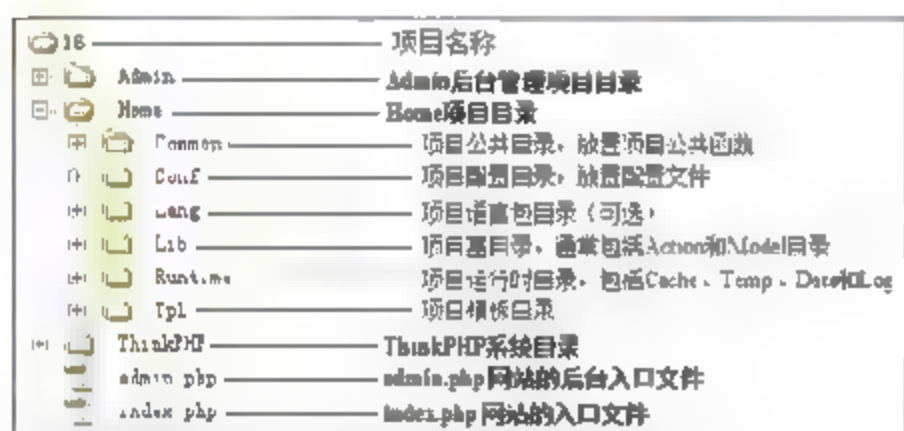 16 项目名称
Admin Admin后台管理项目目录
Home Home项目目录
Common 项目公共目录，放置项目公共函数
Conf 项目配置目录，放置配置文件
Lang 项目语言包目录（可选）
Lib 项目基目录，通常包括Action和Model目录
Runtime 项目运行时目录，包括Cache、Temp、Data和Log
Tpl 项目模板目录
ThinkPHP ThinkPHP系统目录
admin.php admin.php网站的后台入口文件
index.php index.php网站的入口文件